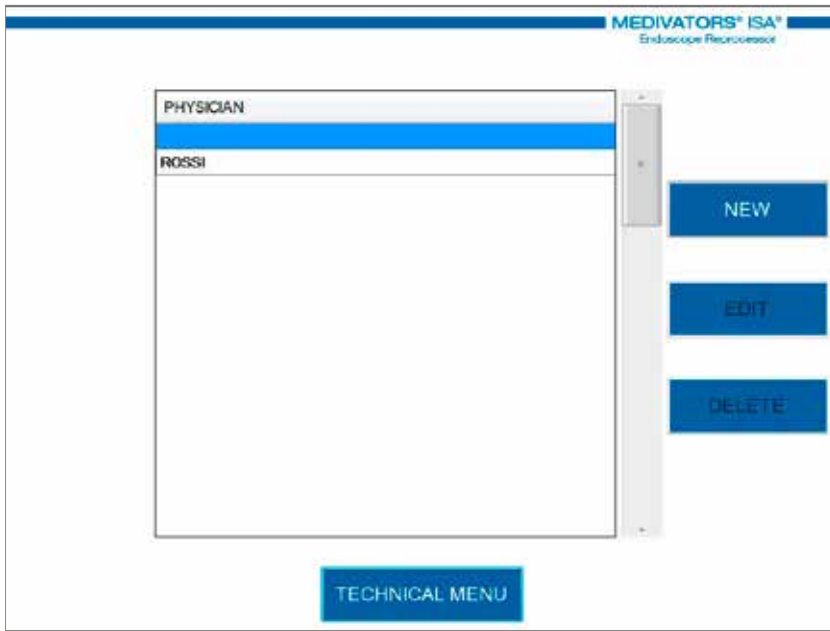 MEDIVATORS® ISA®
Endoscope Reprocessor
PHYSICIAN
ROSSI
NEW
EDIT
DELETE
TECHNICAL MENU